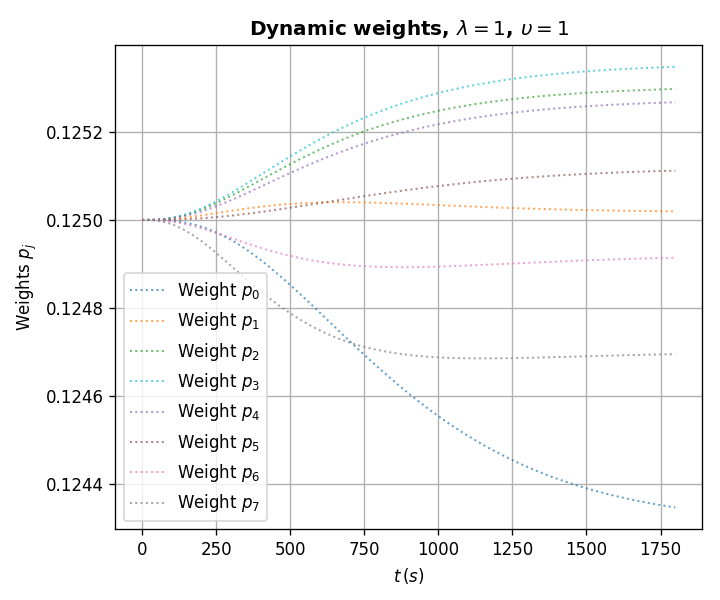 Dynamic weights, λ = 1, υ = 1
Weights p_j
0.1252
0.1250
0.1248
0.1246
0.1244
Weight p_0
Weight p_1
Weight p_2
Weight p_3
Weight p_4
Weight p_5
Weight p_6
Weight p_7
0 250 500 750 1000 1250 1500 1750
t (s)